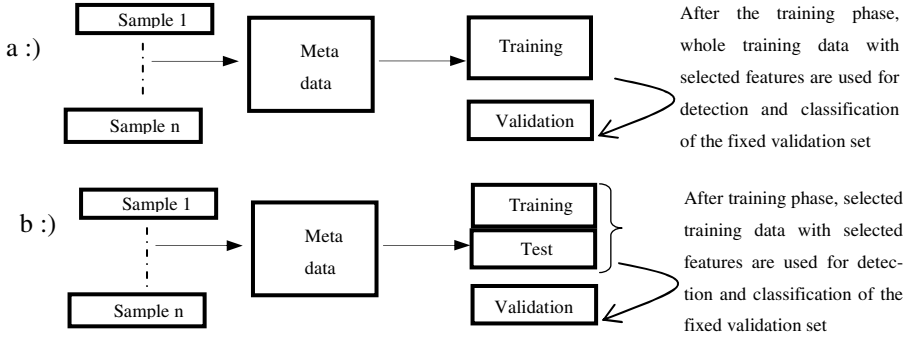 a :)
Sample 1
Sample n
Meta
data
Training
Validation
After the training phase,
whole training data with
selected features are used for
detection and classification
of the fixed validation set
b :)
Sample 1
Sample n
Meta
data
Training
Test
Validation
After training phase, selected
training data with selected
features are used for detec-
tion and classification of the
fixed validation set